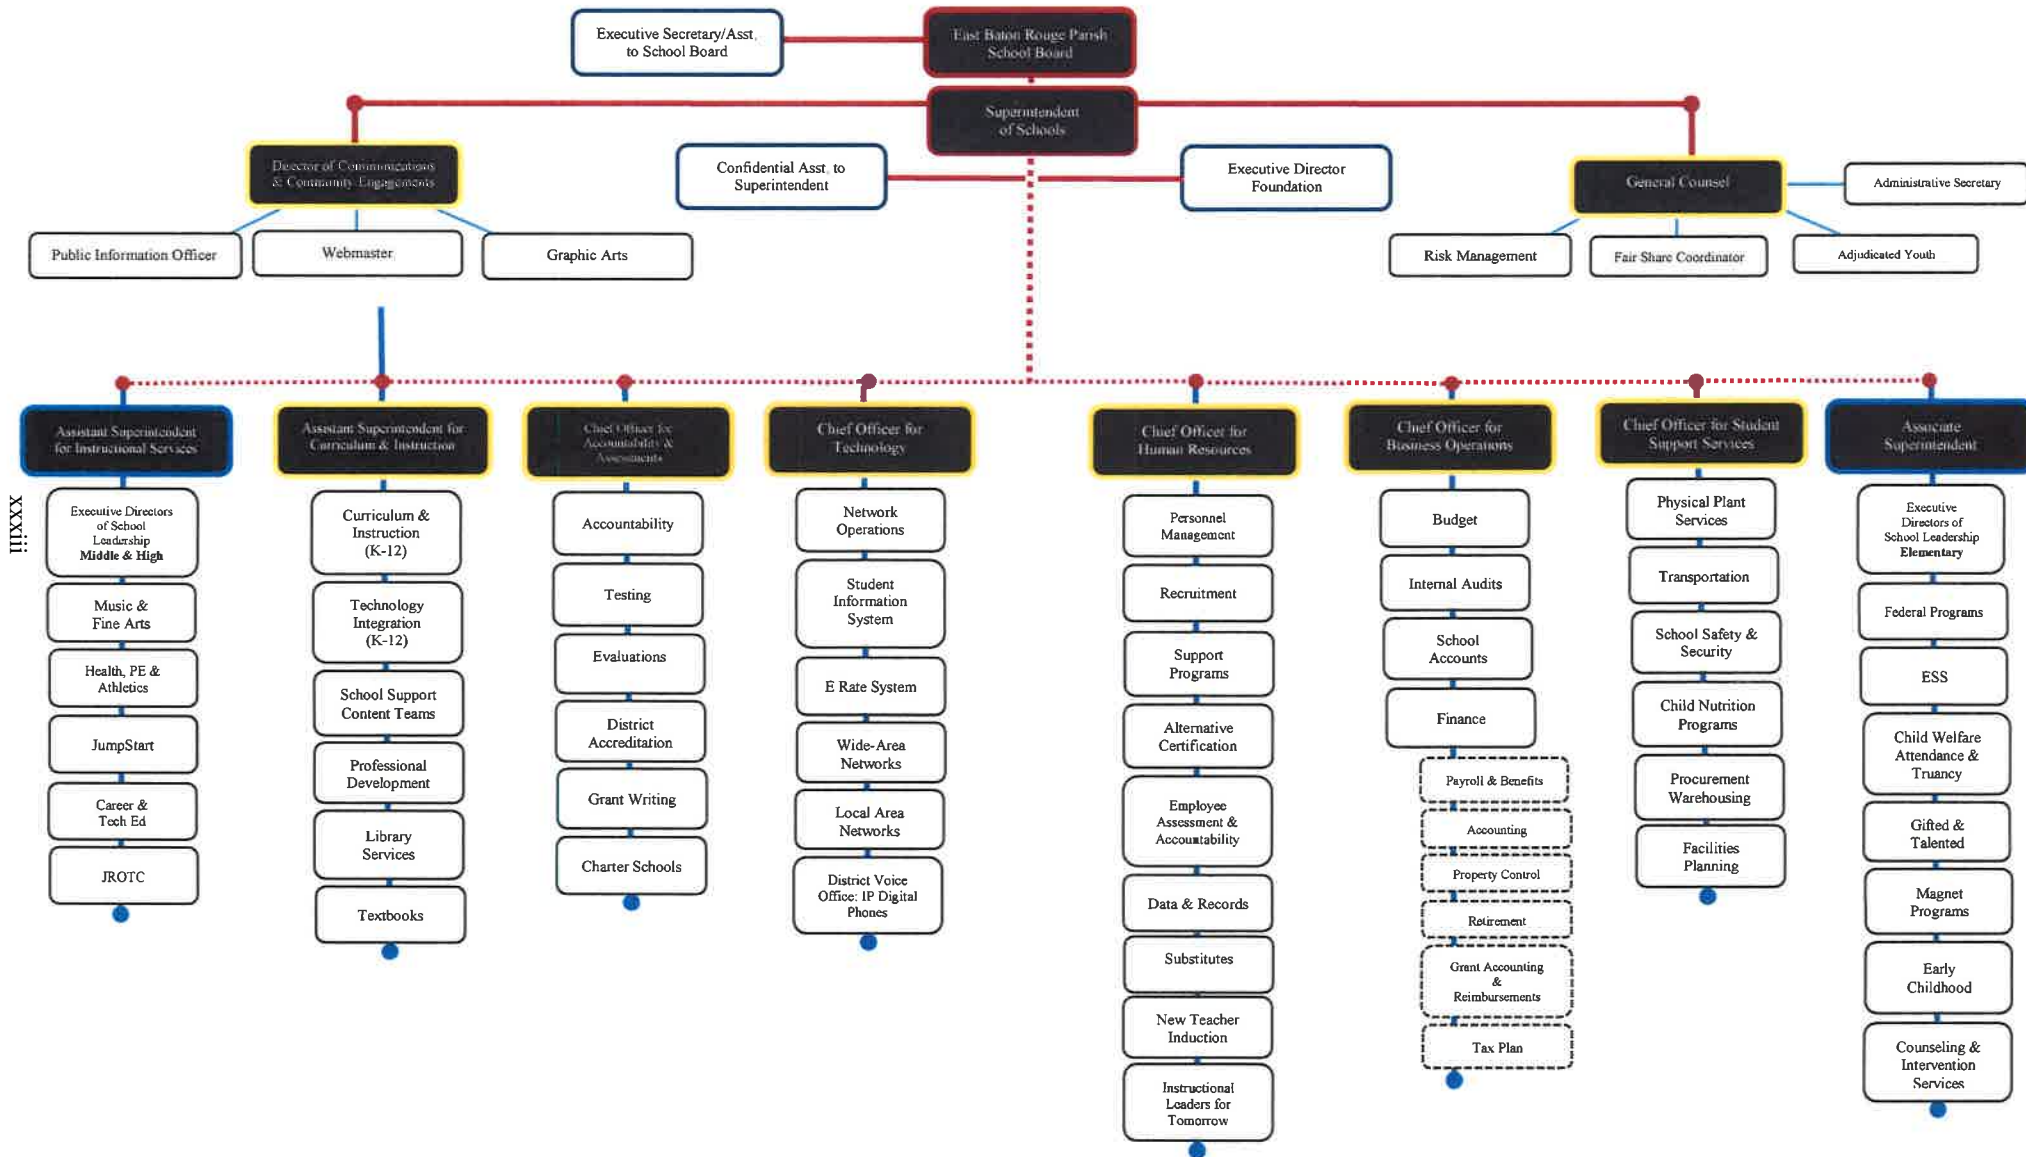 Executive Secretary/Asst.
to School Board
East Baton Rouge Parish
School Board
Superintendent
of Schools
Director of Communications
& Community Engagements
Confidential Asst. to
Superintendent
Executive Director
Foundation
General Counsel
Administrative Secretary
Public Information Officer
Webmaster
Graphic Arts
Risk Management
Fair Share Coordinator
Adjudicated Youth
Assistant Superintendent
for Instructional Services
Executive Directors
of School
Leadership
Middle & High
Music &
Fine Arts
Health, PE &
Athletics
JumpStart
Career &
Tech Ed
JROTC
Assistant Superintendent for
Curriculum & Instruction
Curriculum &
Instruction
(K-12)
Technology
Integration
(K-12)
School Support
Content Teams
Professional
Development
Library
Services
Textbooks
Chief Officer for
Accountability &
Assessments
Accountability
Testing
Evaluations
District
Accreditation
Grant Writing
Charter Schools
Chief Officer for
Technology
Network
Operations
Student
Information
System
E Rate System
Wide-Area
Networks
Local Area
Networks
District Voice
Office: IP Digital
Phones
Chief Officer for
Human Resources
Personnel
Management
Recruitment
Support
Programs
Alternative
Certification
Employee
Assessment &
Accountability
Data & Records
Substitutes
New Teacher
Induction
Instructional
Leaders for
Tomorrow
Chief Officer for
Business Operations
Budget
Internal Audits
School
Accounts
Finance
Payroll & Benefits
Accounting
Property Control
Retirement
Grant Accounting
&
Reimbursements
Tax Plan
Chief Officer for Student
Support Services
Physical Plant
Services
Transportation
School Safety &
Security
Child Nutrition
Programs
Procurement
Warehousing
Facilities
Planning
Associate
Superintendent
Executive
Directors of
School Leadership
Elementary
Federal Programs
ESS
Child Welfare
Attendance &
Truancy
Gifted &
Talented
Magnet
Programs
Early
Childhood
Counseling &
Intervention
Services
xxxiii